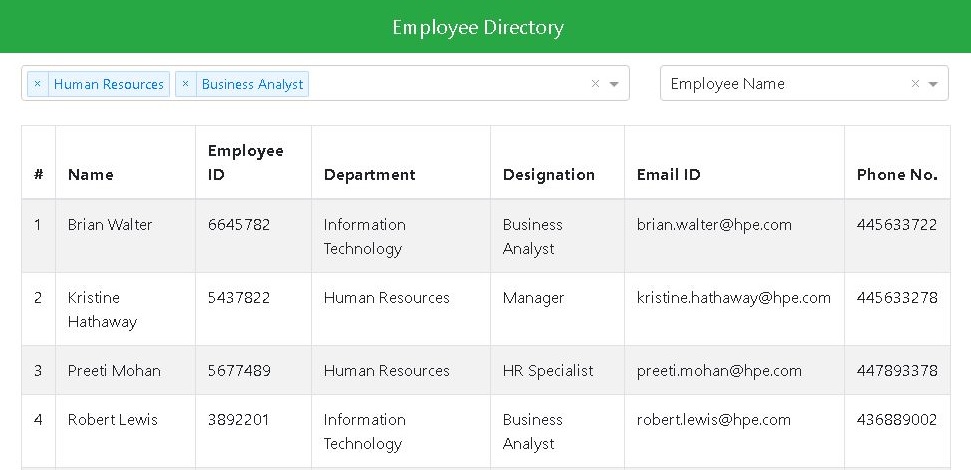 Employee Directory
× Human Resources × Business Analyst ×
Employee Name ×
# Name Employee ID Department Designation Email ID Phone No.
1 Brian Walter 6645782 Information Technology Business Analyst brian.walter@hpe.com 445633722
2 Kristine Hathaway 5437822 Human Resources Manager kristine.hathaway@hpe.com 445633278
3 Preeti Mohan 5677489 Human Resources HR Specialist preeti.mohan@hpe.com 447893378
4 Robert Lewis 3892201 Information Technology Business Analyst robert.lewis@hpe.com 436889002